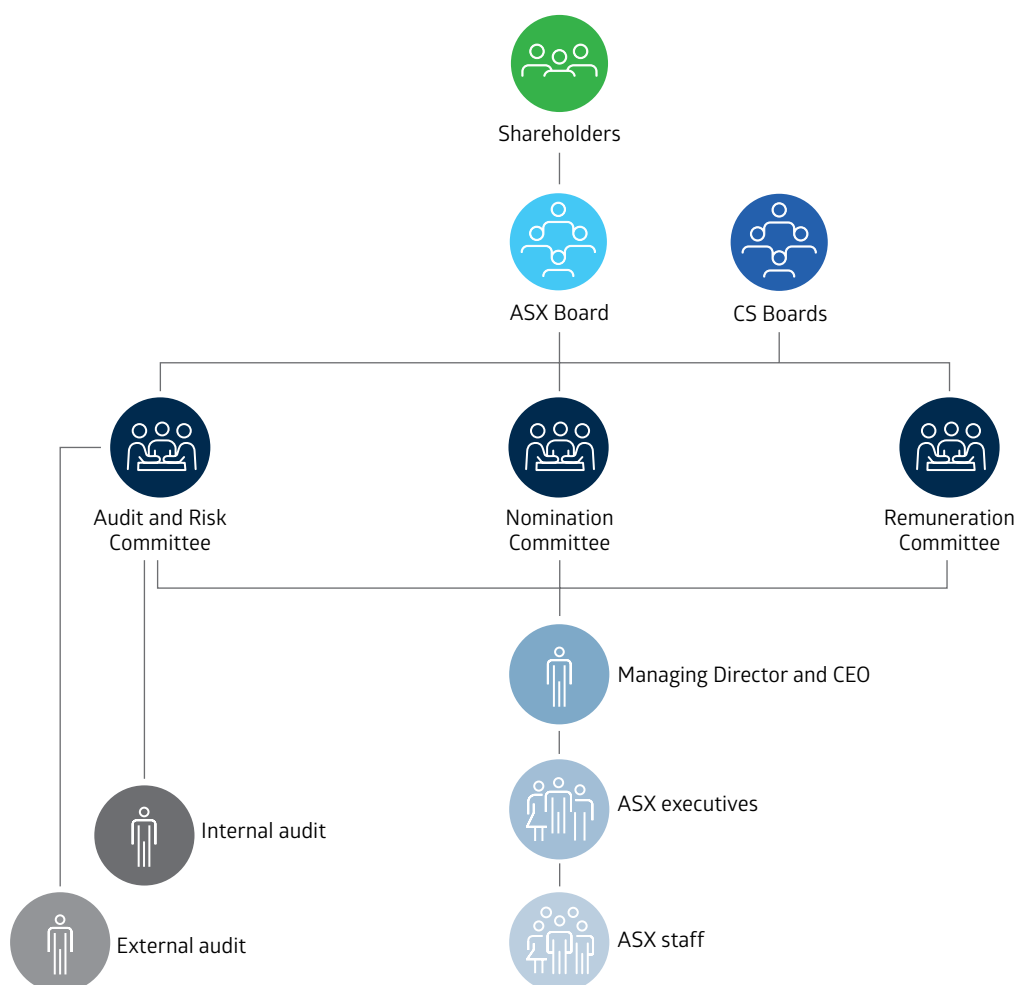 Shareholders
ASX Board
CS Boards
Audit and Risk
Committee
Nomination
Committee
Remuneration
Committee
Managing Director and CEO
ASX executives
Internal audit
ASX staff
External audit